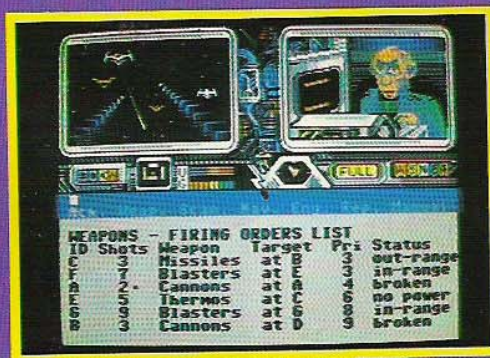 FULL
WEAPONS - FIRING ORDERS LIST
ID Shots Weapon Target Pri Status
C 3 Missiles at B 3 out-range
F 7 Blasters at E 3 in-range
A 2 Cannons at A 4 broken
E 5 Thermos at C 6 no power
G 9 Blasters at G 8 in-range
B 3 Cannons at D 9 broken